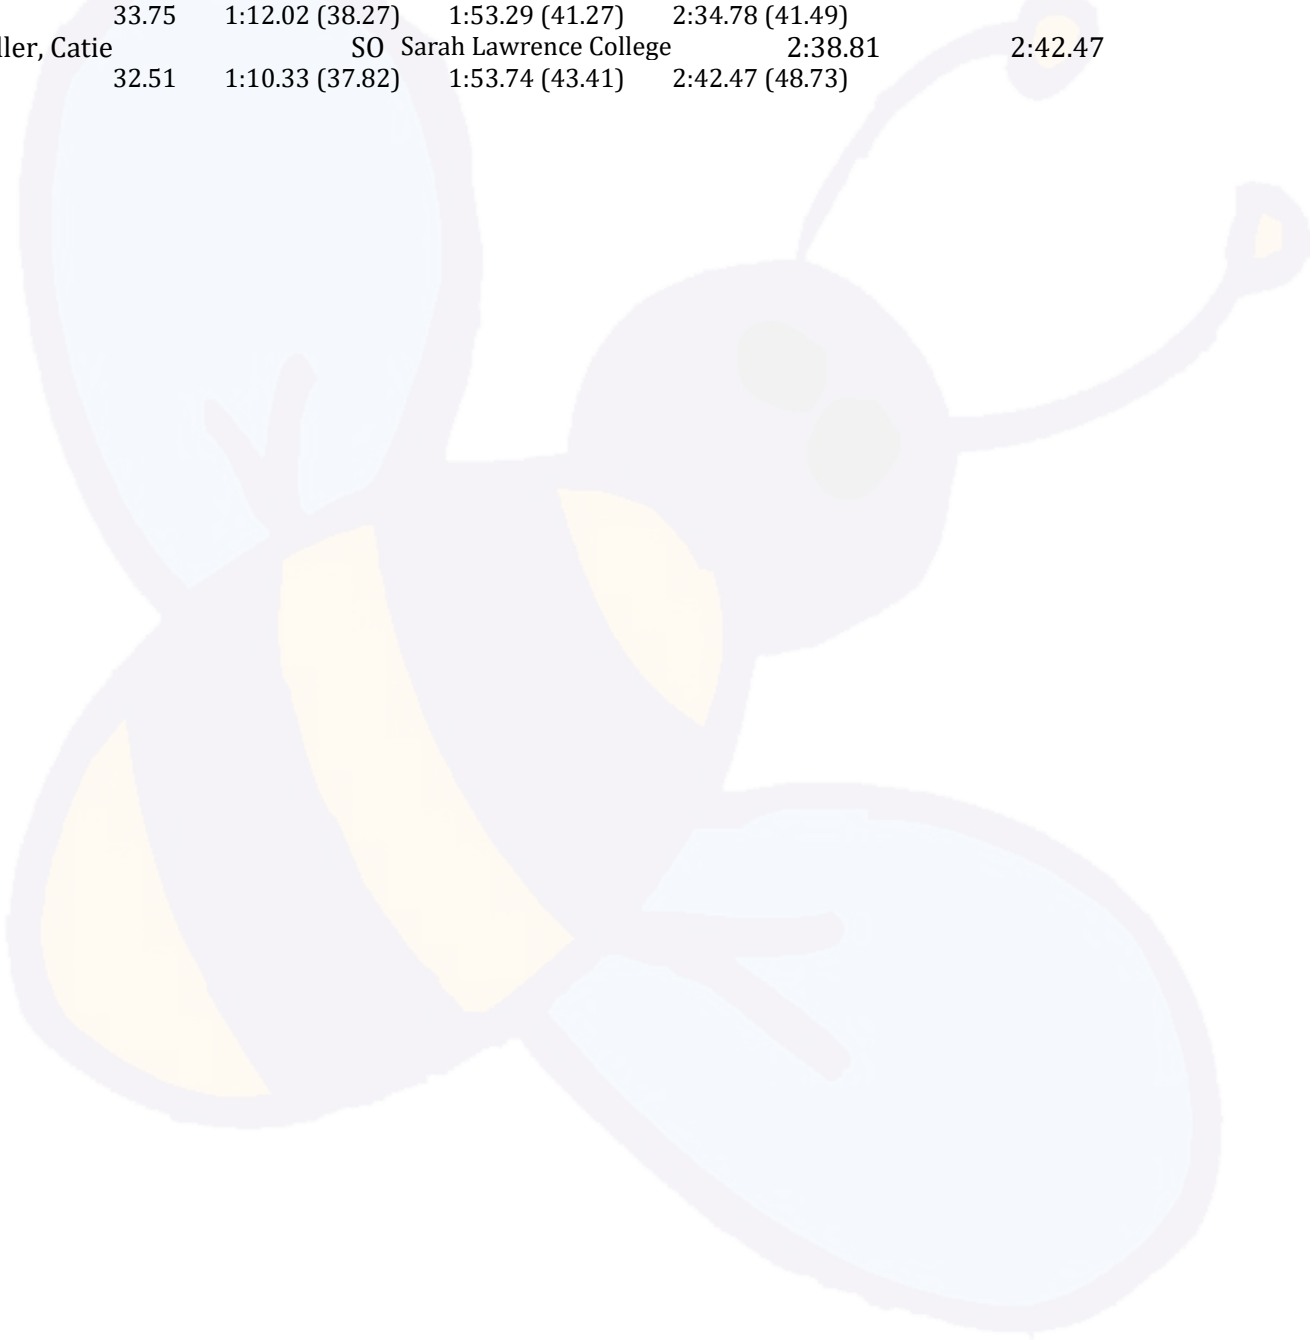 33.75 1:12.02 (38.27) 1:53.29 (41.27) 2:34.78 (41.49)
ller, Catie SO Sarah Lawrence College 2:38.81 2:42.47
32.51 1:10.33 (37.82) 1:53.74 (43.41) 2:42.47 (48.73)